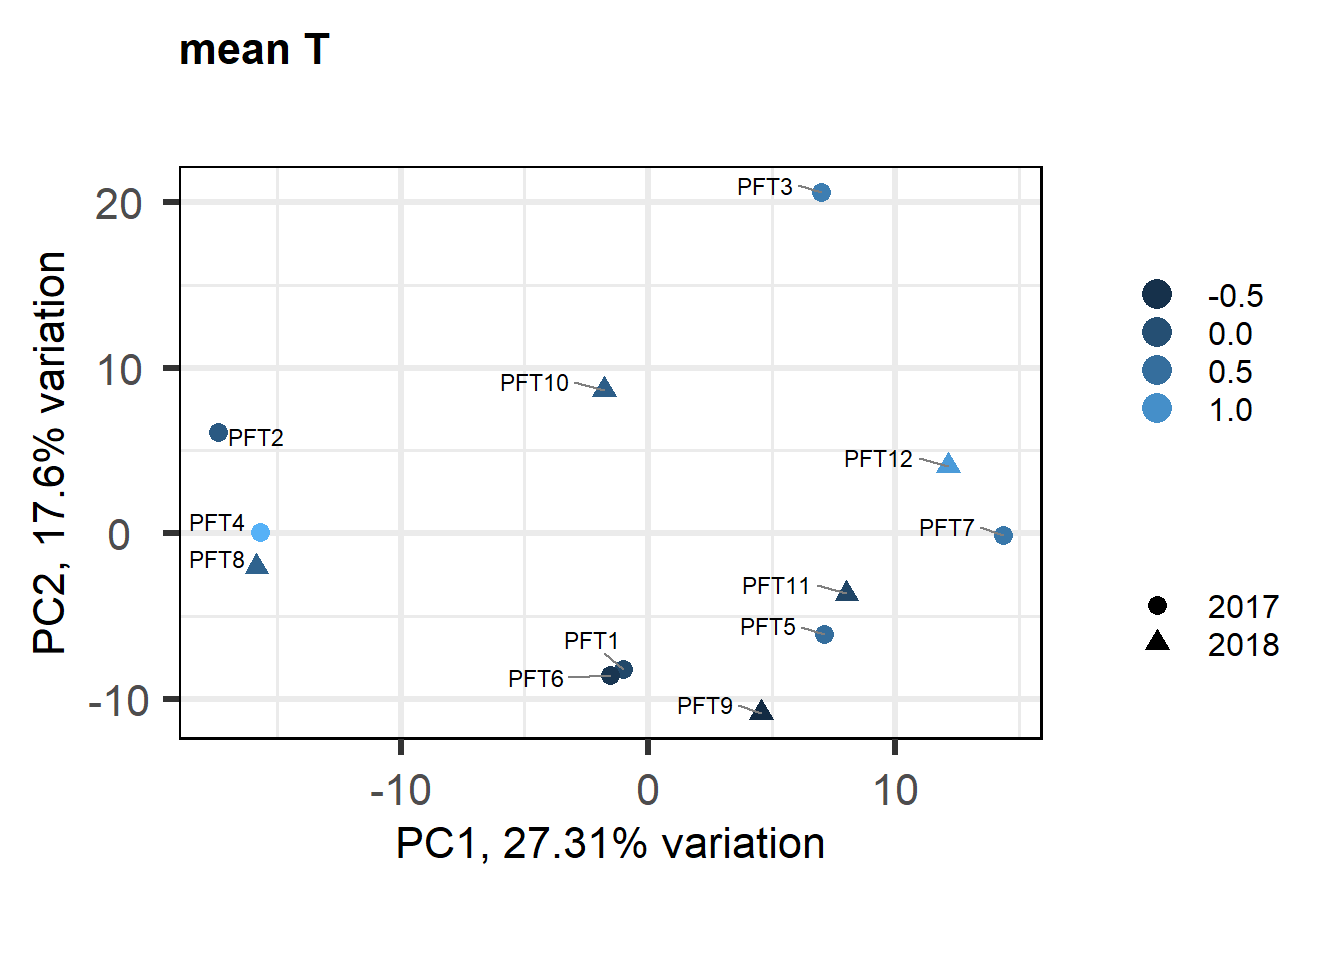 mean T
PC2, 17.6% variation
20
10
0
-10
PFT3
PFT10
PFT2
PFT12
PFT4
PFT7
PFT8
PFT11
PFT5
PFT1
PFT6
PFT9
-10
0
10
PC1, 27.31% variation
-0.5
0.0
0.5
1.0
2017
2018